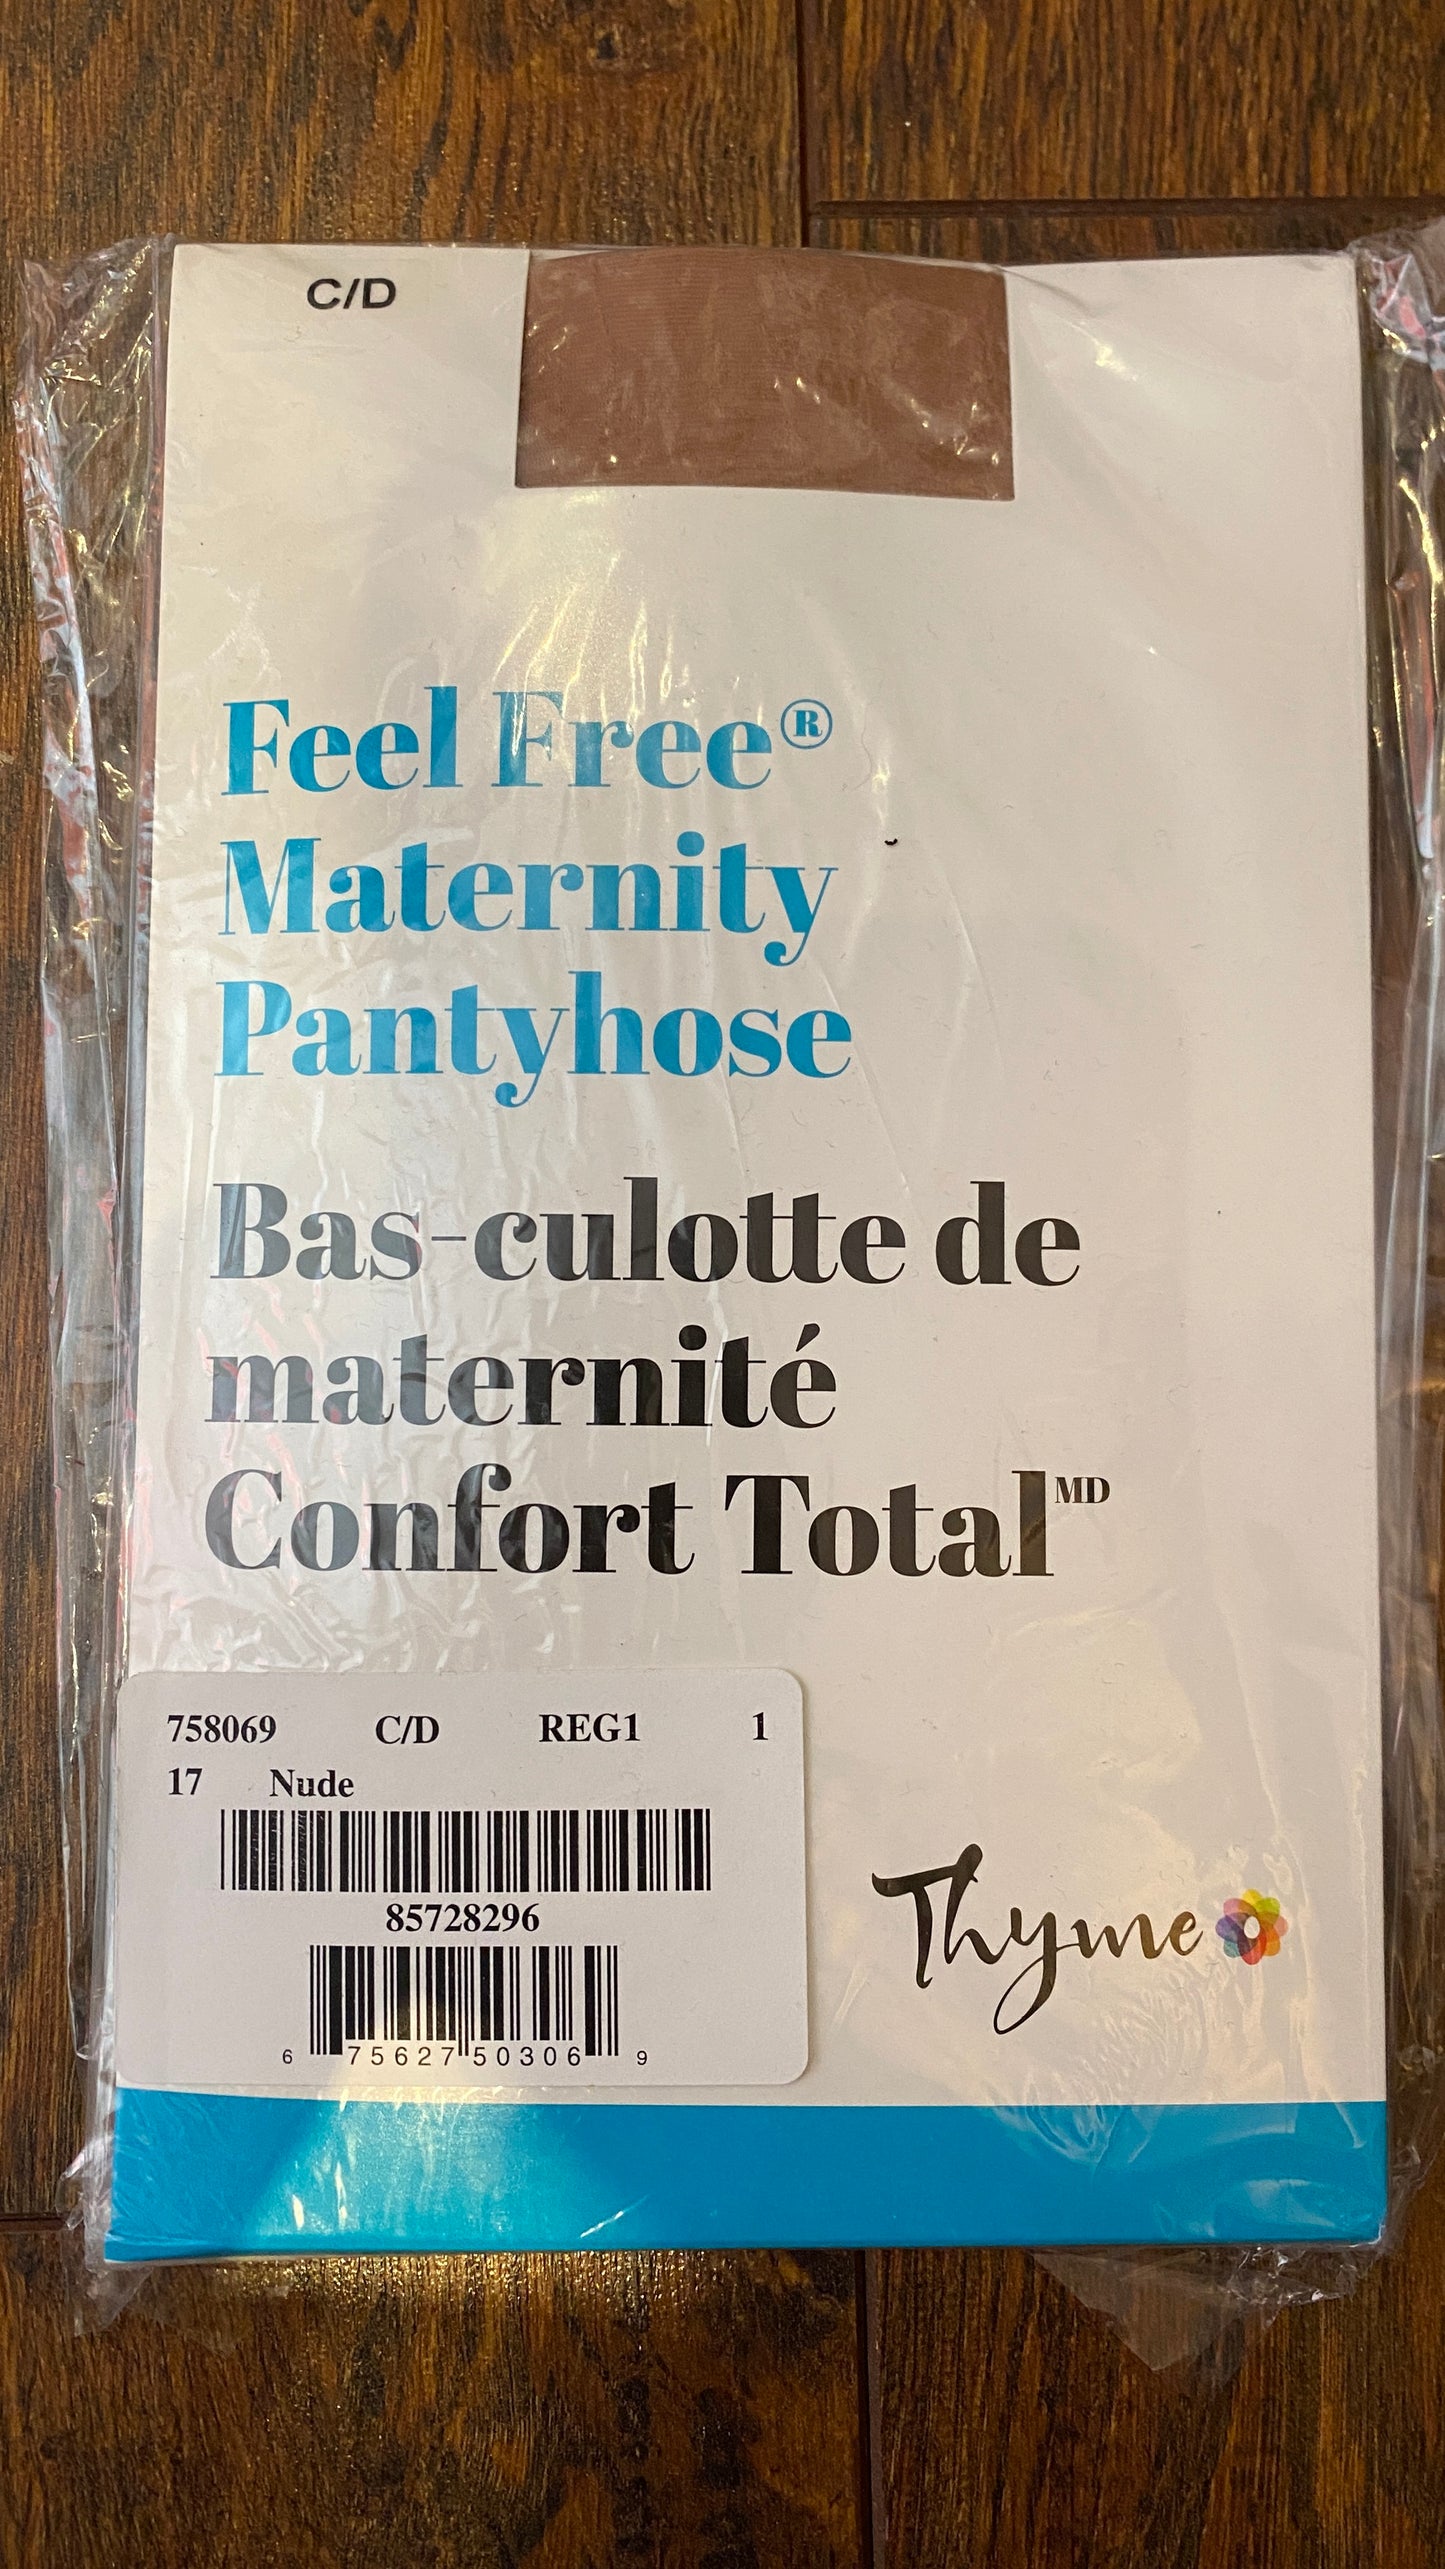 C/D
Feel Free®
Maternity
Pantyhose
Bas-culotte de
maternité
Confort Total MD
758069 C/D REG1 1
17 Nude
85728296
6 75627 50306 9
Thyme